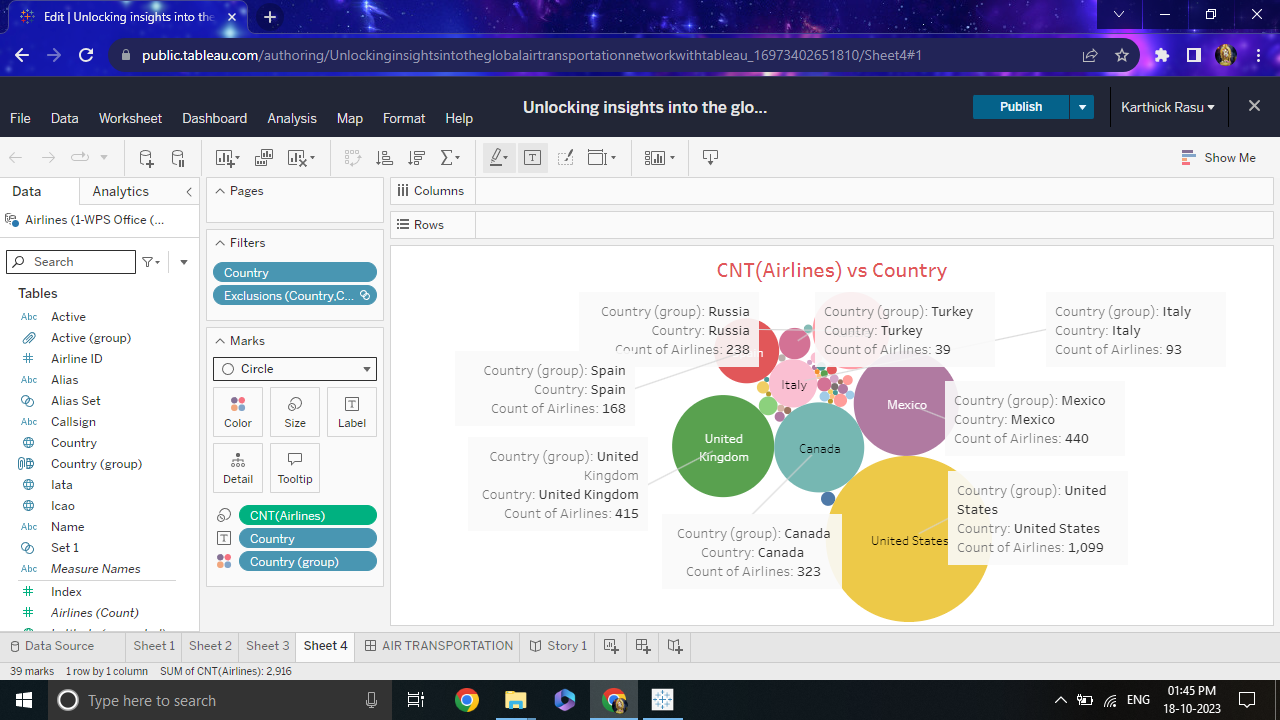 Edit | Unlocking insights into the
public.tableau.com/authoring/Unlockinginsightsintotheglobalairtransportationnetworkwithtableau_16973402651810/Sheet4#1
Unlocking insights into the glo...
Publish
Karthick Rasu
File Data Worksheet Dashboard Analysis Map Format Help
Show Me
Data Analytics
Airlines (1-WPS Office (...
Search
Tables
Abc Active
Active (group)
Airline ID
Abc Alias
Alias Set
Abc Callsign
Country
Country (group)
Abc Iata
Abc Icao
Abc Name
Set 1
Abc Measure Names
Index
Airlines (Count)
Pages
Filters
Country
Exclusions (Country,C...
Marks
Circle
Color Size Label
Detail Tooltip
CNT(Airlines)
Country
Country (group)
Columns
Rows
CNT(Airlines) vs Country
Country (group): Russia
Country: Russia
Count of Airlines: 238
Country (group): Turkey
Country: Turkey
Count of Airlines: 39
Country (group): Italy
Country: Italy
Count of Airlines: 93
Country (group): Spain
Country: Spain
Count of Airlines: 168
Italy
Mexico
Country (group): Mexico
Country: Mexico
Count of Airlines: 440
United
Kingdom
Canada
Country (group): United
Kingdom
Country: United Kingdom
Count of Airlines: 415
Country (group): United
States
Country: United States
Count of Airlines: 1,099
Country (group): Canada
Country: Canada
Count of Airlines: 323
United States
Data Source Sheet 1 Sheet 2 Sheet 3 Sheet 4 AIR TRANSPORTATION Story 1
39 marks 1 row by 1 column SUM of CNT(Airlines): 2,916
Type here to search
ENG
01:45 PM
18-10-2023